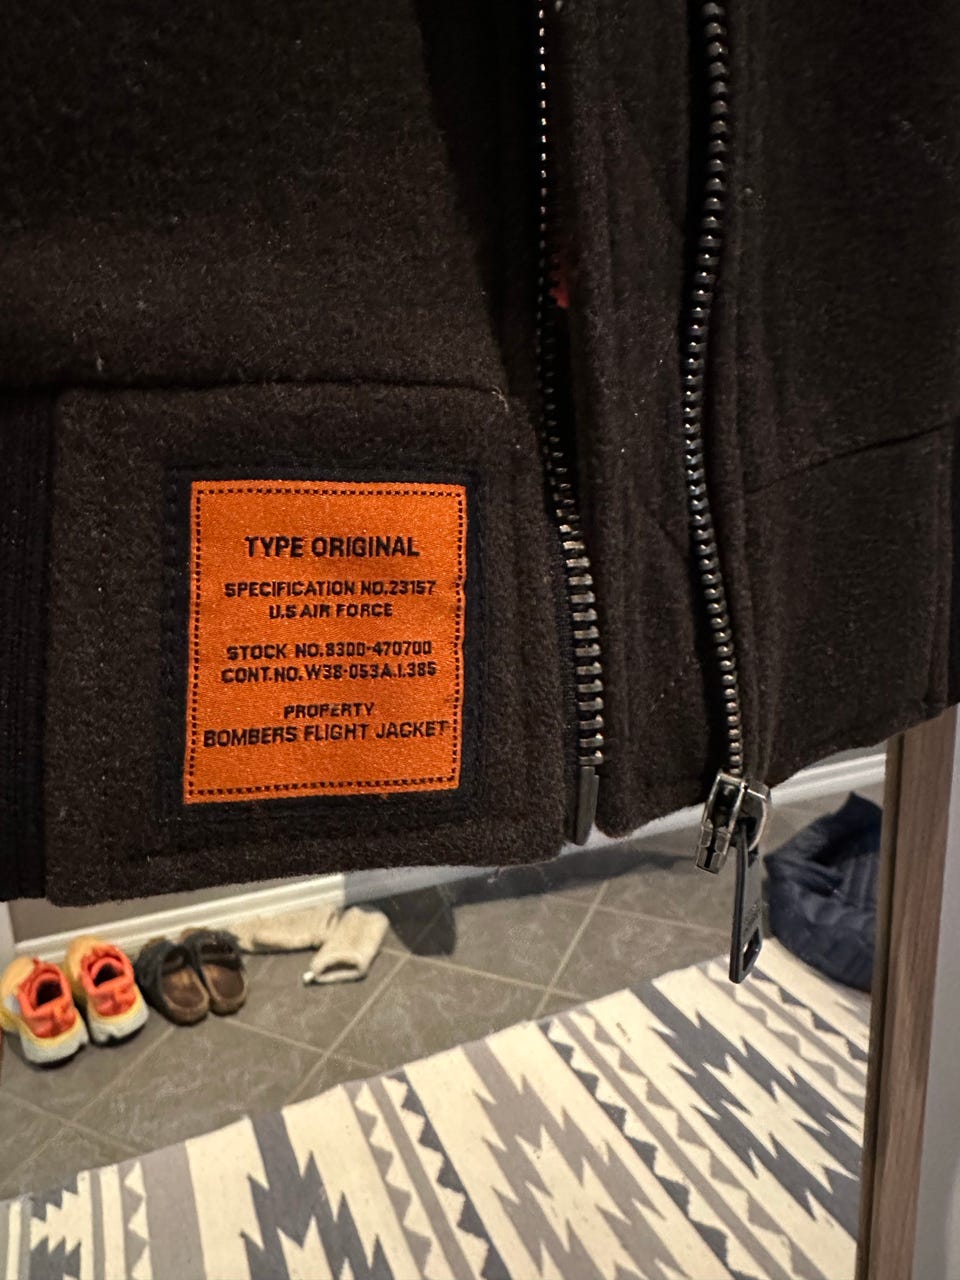 TYPE ORIGINAL
SPECIFICATION NO.23157
U.S AIR FORCE
STOCK NO.8300-470700
CONT.NO.W38-053A.I.385
PROPERTY
BOMBERS FLIGHT JACKET